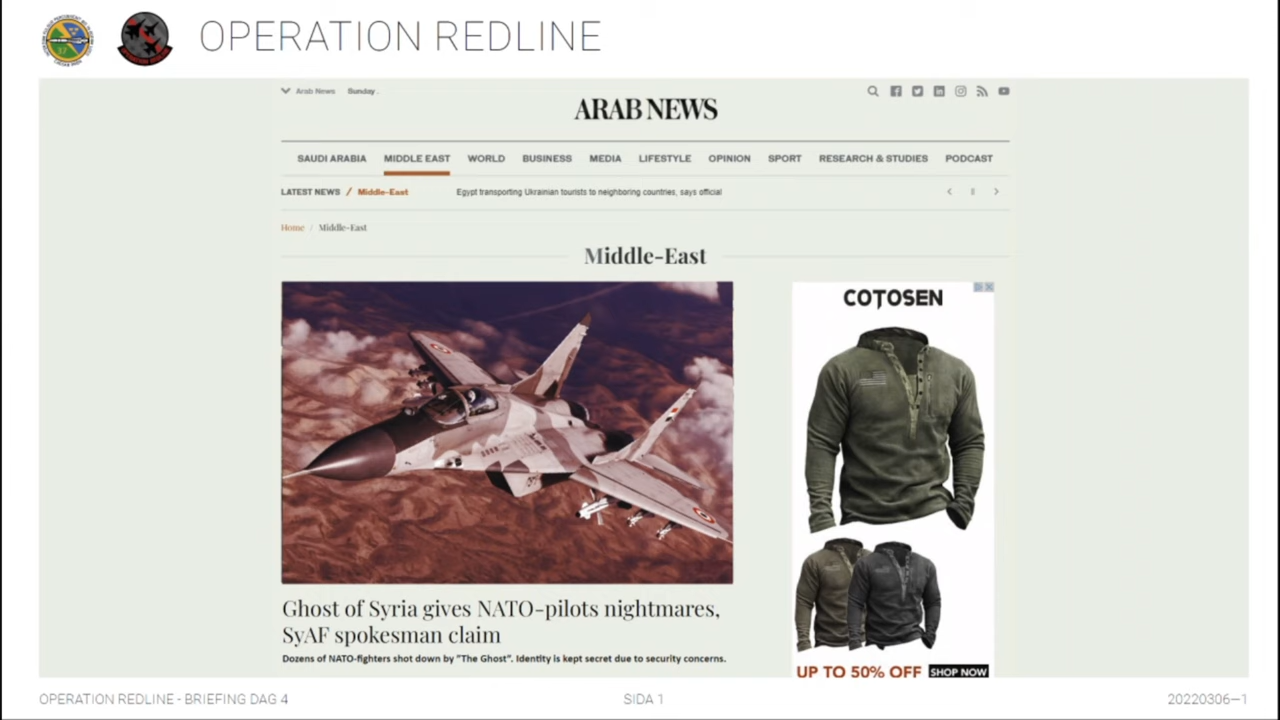 OPERATION REDLINE
Arab News Sunday .
ARAB NEWS
SAUDI ARABIA MIDDLE EAST WORLD BUSINESS MEDIA LIFESTYLE OPINION SPORT RESEARCH & STUDIES PODCAST
LATEST NEWS / Middle-East Egypt transporting Ukrainian tourists to neighboring countries, says official
Home / Middle-East
Middle-East
COTOSEN
Ghost of Syria gives NATO-pilots nightmares,
SyAF spokesman claim
Dozens of NATO-fighters shot down by "The Ghost". Identity is kept secret due to security concerns.
UP TO 50% OFF SHOP NOW
OPERATION REDLINE - BRIEFING DAG 4 SIDA 1 20220306—1